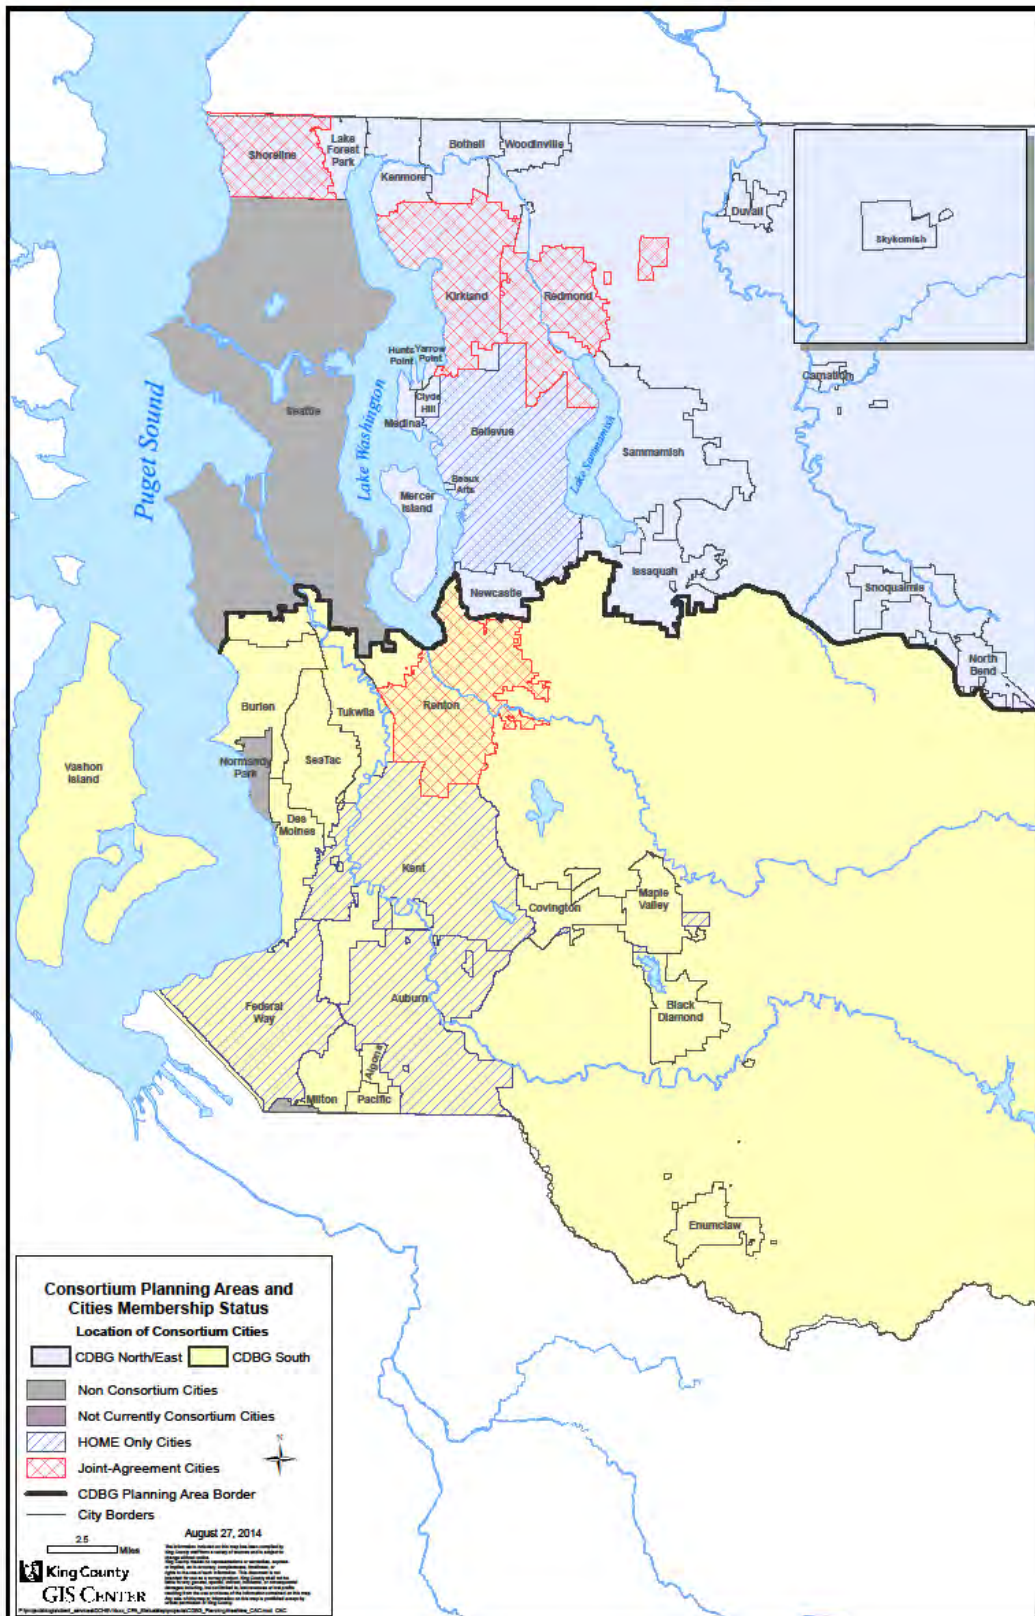 Shoreline
Lake
Forest
Park
Bothell
Woodinville
Kenmore
Duvall
Skykomish
Kirkland
Redmond
Hunts
Point
Yarrow
Point
Clyde
Hill
Medina
Carnation
Puget Sound
Seattle
Lake Washington
Bellevue
Lake Sammamish
Sammamish
Beaux
Arts
Mercer
Island
Issaquah
Newcastle
Snoqualmie
North
Bend
Burien
Tukwila
Renton
Vashon
Island
Normandy
Park
SeaTac
Des
Moines
Kent
Covington
Maple
Valley
Federal
Way
Auburn
Black
Diamond
Algona
Milton
Pacific
Enumclaw
Consortium Planning Areas and
Cities Membership Status
Location of Consortium Cities
CDBG North/East
CDBG South
Non Consortium Cities
Not Currently Consortium Cities
HOME Only Cities
N
Joint-Agreement Cities
CDBG Planning Area Border
City Borders
August 27, 2014
2.5
Miles
King County
GIS CENTER